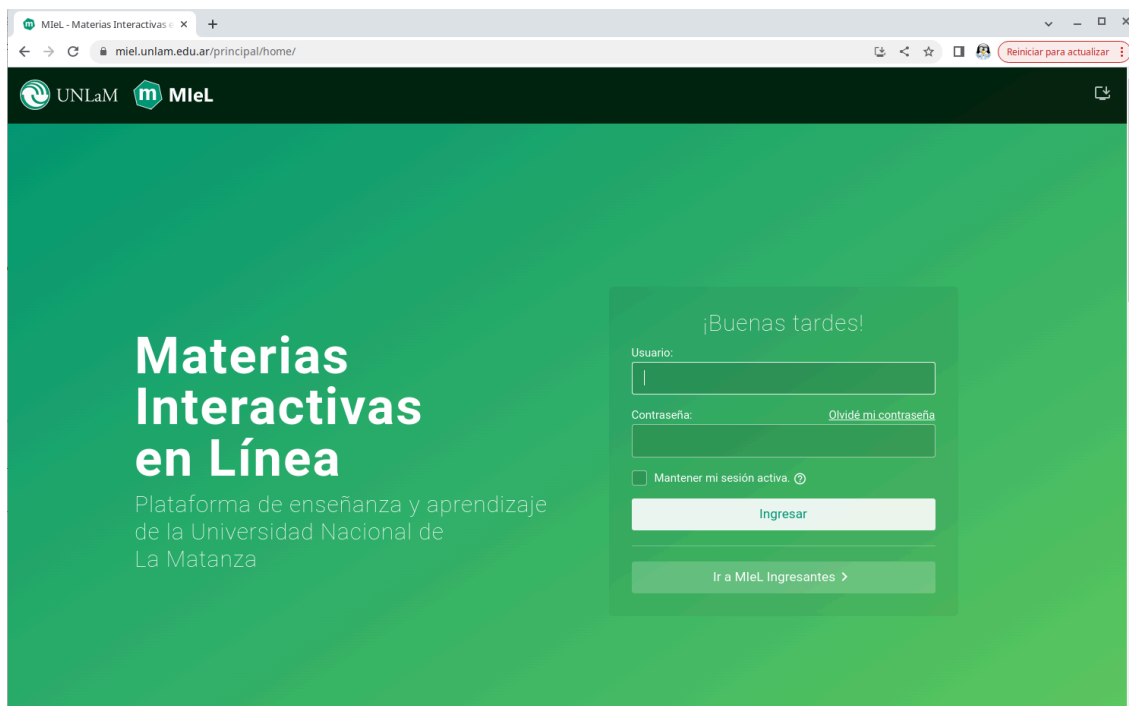 MIeL - Materias Interactivas e
miel.unlam.edu.ar/principal/home/
Reiniciar para actualizar
UNLaM
m MIeL
¡Buenas tardes!
Materias
Interactivas
en Línea
Plataforma de enseñanza y aprendizaje
de la Universidad Nacional de
La Matanza
Usuario:
Contraseña: Olvidé mi contraseña
Mantener mi sesión activa. ?
Ingresar
Ir a MIeL Ingresantes >